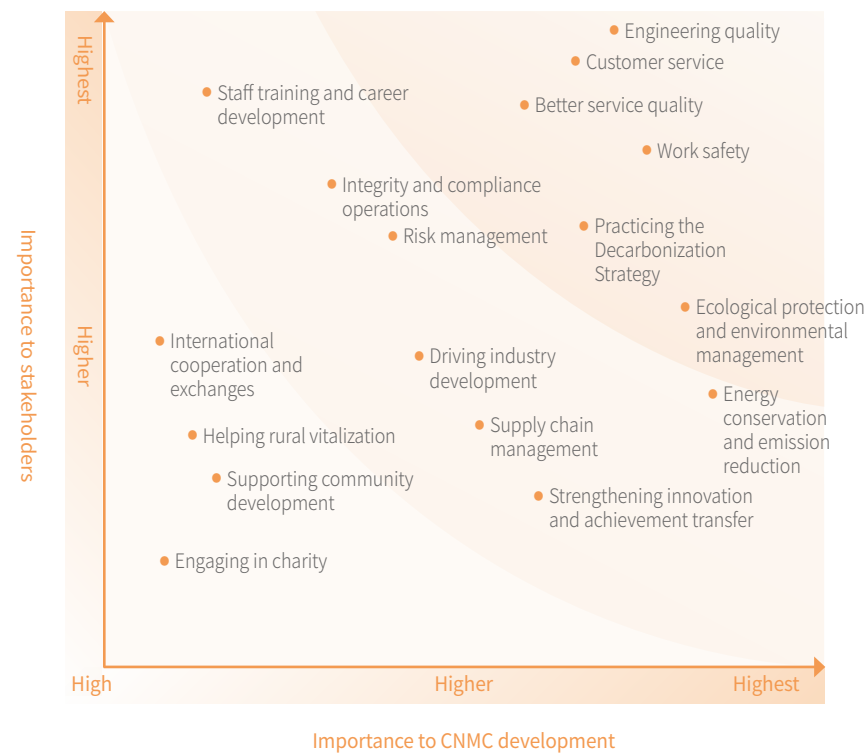 Highest
Engineering quality
Customer service
Staff training and career
development
Better service quality
Work safety
Integrity and compliance
operations
Risk management
Practicing the
Decarbonization
Strategy
Importance to stakeholders
Higher
Ecological protection
and environmental
management
International
cooperation and
exchanges
Driving industry
development
Energy
conservation
and emission
reduction
Helping rural vitalization
Supply chain
management
Supporting community
development
Strengthening innovation
and achievement transfer
Engaging in charity
High
Higher
Highest
Importance to CNMC development